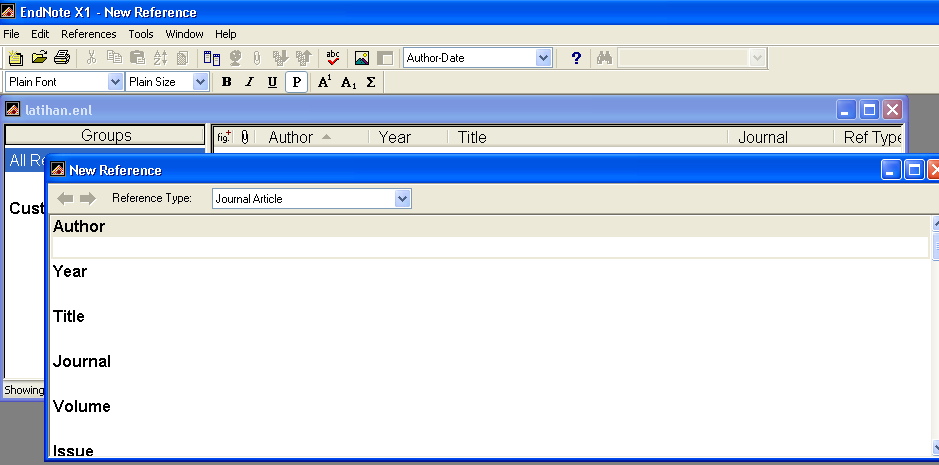 EndNote X1 - New Reference
File Edit References Tools Window Help
abc Author-Date ?
Plain Font Plain Size B I U P A¹ A₁ Σ
latihan.enl
Groups fig. Author Year Title Journal Ref Type
All Re
Cust
Showing
New Reference
Reference Type: Journal Article
Author
Year
Title
Journal
Volume
Issue